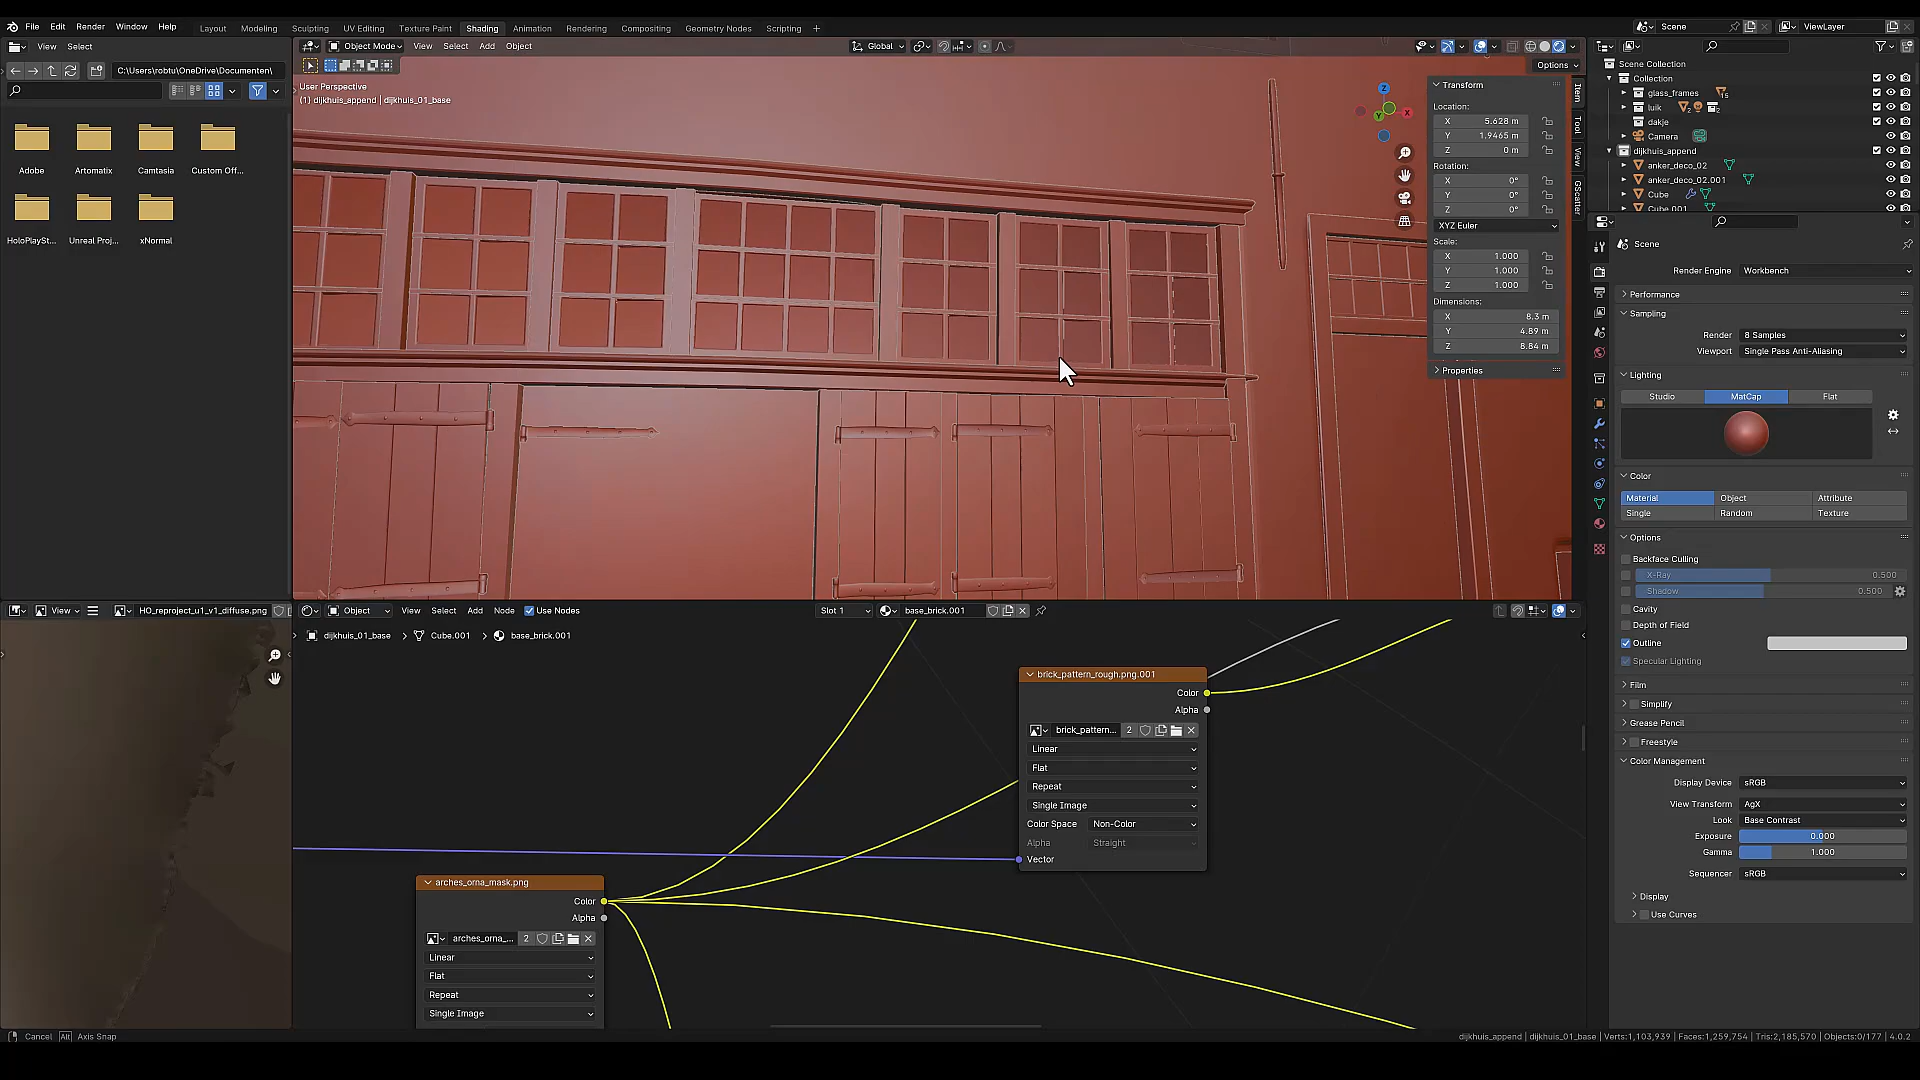 File Edit Render Window Help
Layout Modeling Sculpting UV Editing Texture Paint Shading Animation Rendering Compositing Geometry Nodes Scripting +
Scene ViewLayer
View Select
Object Mode View Select Add Object
Global
Options
C:\Users\robtu\OneDrive\Documenten\
Adobe Artomatix Camtasia Custom Off...
HoloPlaySt... Unreal Proj... xNormal
User Perspective
(1) dijkhuis_append | dijkhuis_01_base
Z
X
Y
Transform
Location:
X 5.628 m
Y 1.9465 m
Z 0 m
Rotation:
X 0°
Y 0°
Z 0°
XYZ Euler
Scale:
X 1.000
Y 1.000
Z 1.000
Dimensions:
X 8.3 m
Y 4.89 m
Z 8.84 m
Properties
Item
Tool
View
GScatter
Scene Collection
Collection
glass_frames 15
luik 2 2
dakje
Camera
dijkhuis_append
anker_deco_02
anker_deco_02.001
Cube
Cube.001
Scene
Render Engine Workbench
Performance
Sampling
Render 8 Samples
Viewport Single Pass Anti-Aliasing
Lighting
Studio MatCap Flat
Color
Material Object Attribute
Single Random Texture
Options
Backface Culling
X-Ray 0.500
Shadow 0.500
Cavity
Depth of Field
Outline
Specular Lighting
Film
Simplify
Grease Pencil
Freestyle
Color Management
Display Device sRGB
View Transform AgX
Look Base Contrast
Exposure 0.000
Gamma 1.000
Sequencer sRGB
Display
Use Curves
View HO_reproject_u1_v1_diffuse.png
Object View Select Add Node Use Nodes Slot 1 base_brick.001
dijkhuis_01_base Cube.001 base_brick.001
brick_pattern_rough.png.001
Color
Alpha
brick_pattern... 2
Linear
Flat
Repeat
Single Image
Color Space Non-Color
Alpha Straight
Vector
arches_orna_mask.png
Color
Alpha
arches_orna_... 2
Linear
Flat
Repeat
Single Image
Cancel Alt Axis Snap
dijkhuis_append | dijkhuis_01_base | Verts:1,103,939 | Faces:1,259,754 | Tris:2,185,570 | Objects:0/177 | 4.0.2